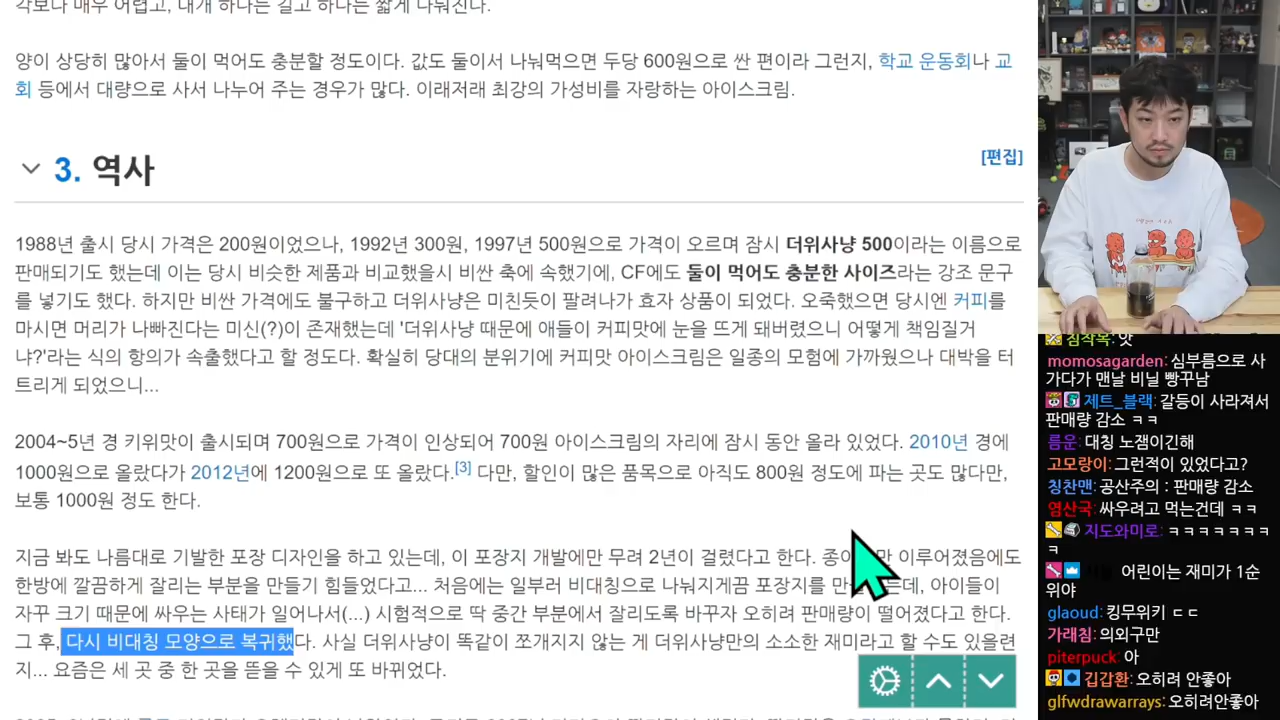 각보다 매우 어렵고, 대개 하나는 길고 하나는 짧게 나눠진다.
양이 상당히 많아서 둘이 먹어도 충분할 정도이다. 값도 둘이서 나눠먹으면 두당 600원으로 싼 편이라 그런지, 학교 운동회나 교
회 등에서 대량으로 사서 나누어 주는 경우가 많다. 이래저래 최강의 가성비를 자랑하는 아이스크림.
3. 역사
[편집]
1988년 출시 당시 가격은 200원이었으나, 1992년 300원, 1997년 500원으로 가격이 오르며 잠시 더위사냥 500이라는 이름으로
판매되기도 했는데 이는 당시 비슷한 제품과 비교했을시 비싼 축에 속했기에, CF에도 둘이 먹어도 충분한 사이즈라는 강조 문구
를 넣기도 했다. 하지만 비싼 가격에도 불구하고 더위사냥은 미친듯이 팔려나가 효자 상품이 되었다. 오죽했으면 당시엔 커피를
마시면 머리가 나빠진다는 미신(?)이 존재했는데 '더위사냥 때문에 애들이 커피맛에 눈을 뜨게 돼버렸으니 어떻게 책임질거
냐?'라는 식의 항의가 속출했다고 할 정도다. 확실히 당대의 분위기에 커피맛 아이스크림은 일종의 모험에 가까웠으나 대박을 터
트리게 되었으니...
2004~5년 경 키위맛이 출시되며 700원으로 가격이 인상되어 700원 아이스크림의 자리에 잠시 동안 올라 있었다. 2010년 경에
1000원으로 올랐다가 2012년에 1200원으로 또 올랐다.[3] 다만, 할인이 많은 품목으로 아직도 800원 정도에 파는 곳도 많다만,
보통 1000원 정도 한다.
지금 봐도 나름대로 기발한 포장 디자인을 하고 있는데, 이 포장지 개발에만 무려 2년이 걸렸다고 한다. 종이 만 이루어졌음에도
한방에 깔끔하게 잘리는 부분을 만들기 힘들었다고... 처음에는 일부러 비대칭으로 나눠지게끔 포장지를 만 는데, 아이들이
자꾸 크기 때문에 싸우는 사태가 일어나서(...) 시험적으로 딱 중간 부분에서 잘리도록 바꾸자 오히려 판매량이 떨어졌다고 한다.
그 후, 다시 비대칭 모양으로 복귀했다. 사실 더위사냥이 똑같이 쪼개지지 않는 게 더위사냥만의 소소한 재미라고 할 수도 있을련
지... 요즘은 세 곳 중 한 곳을 뜯을 수 있게 또 바뀌었다.
침착옥: 앗
momosagarden: 심부름으로 사
가다가 맨날 비닐 빵꾸남
제트_블랙: 갈등이 사라져서
판매량 감소 ㅋㅋ
름운: 대칭 노잼이긴해
고모랑이: 그런적이 있었다고?
칭찬맨: 공산주의 : 판매량 감소
염산국: 싸우려고 먹는건데 ㅋㅋ
지도와미로: ㅋㅋㅋㅋㅋㅋㅋ
ㅋ
어린이는 재미가 1순
위야
glaoud: 킹무위키 ㄷㄷ
가래침: 의외구만
piterpuck: 아
김갑환: 오히려 안좋아
glfwdrawarrays: 오히려안좋아